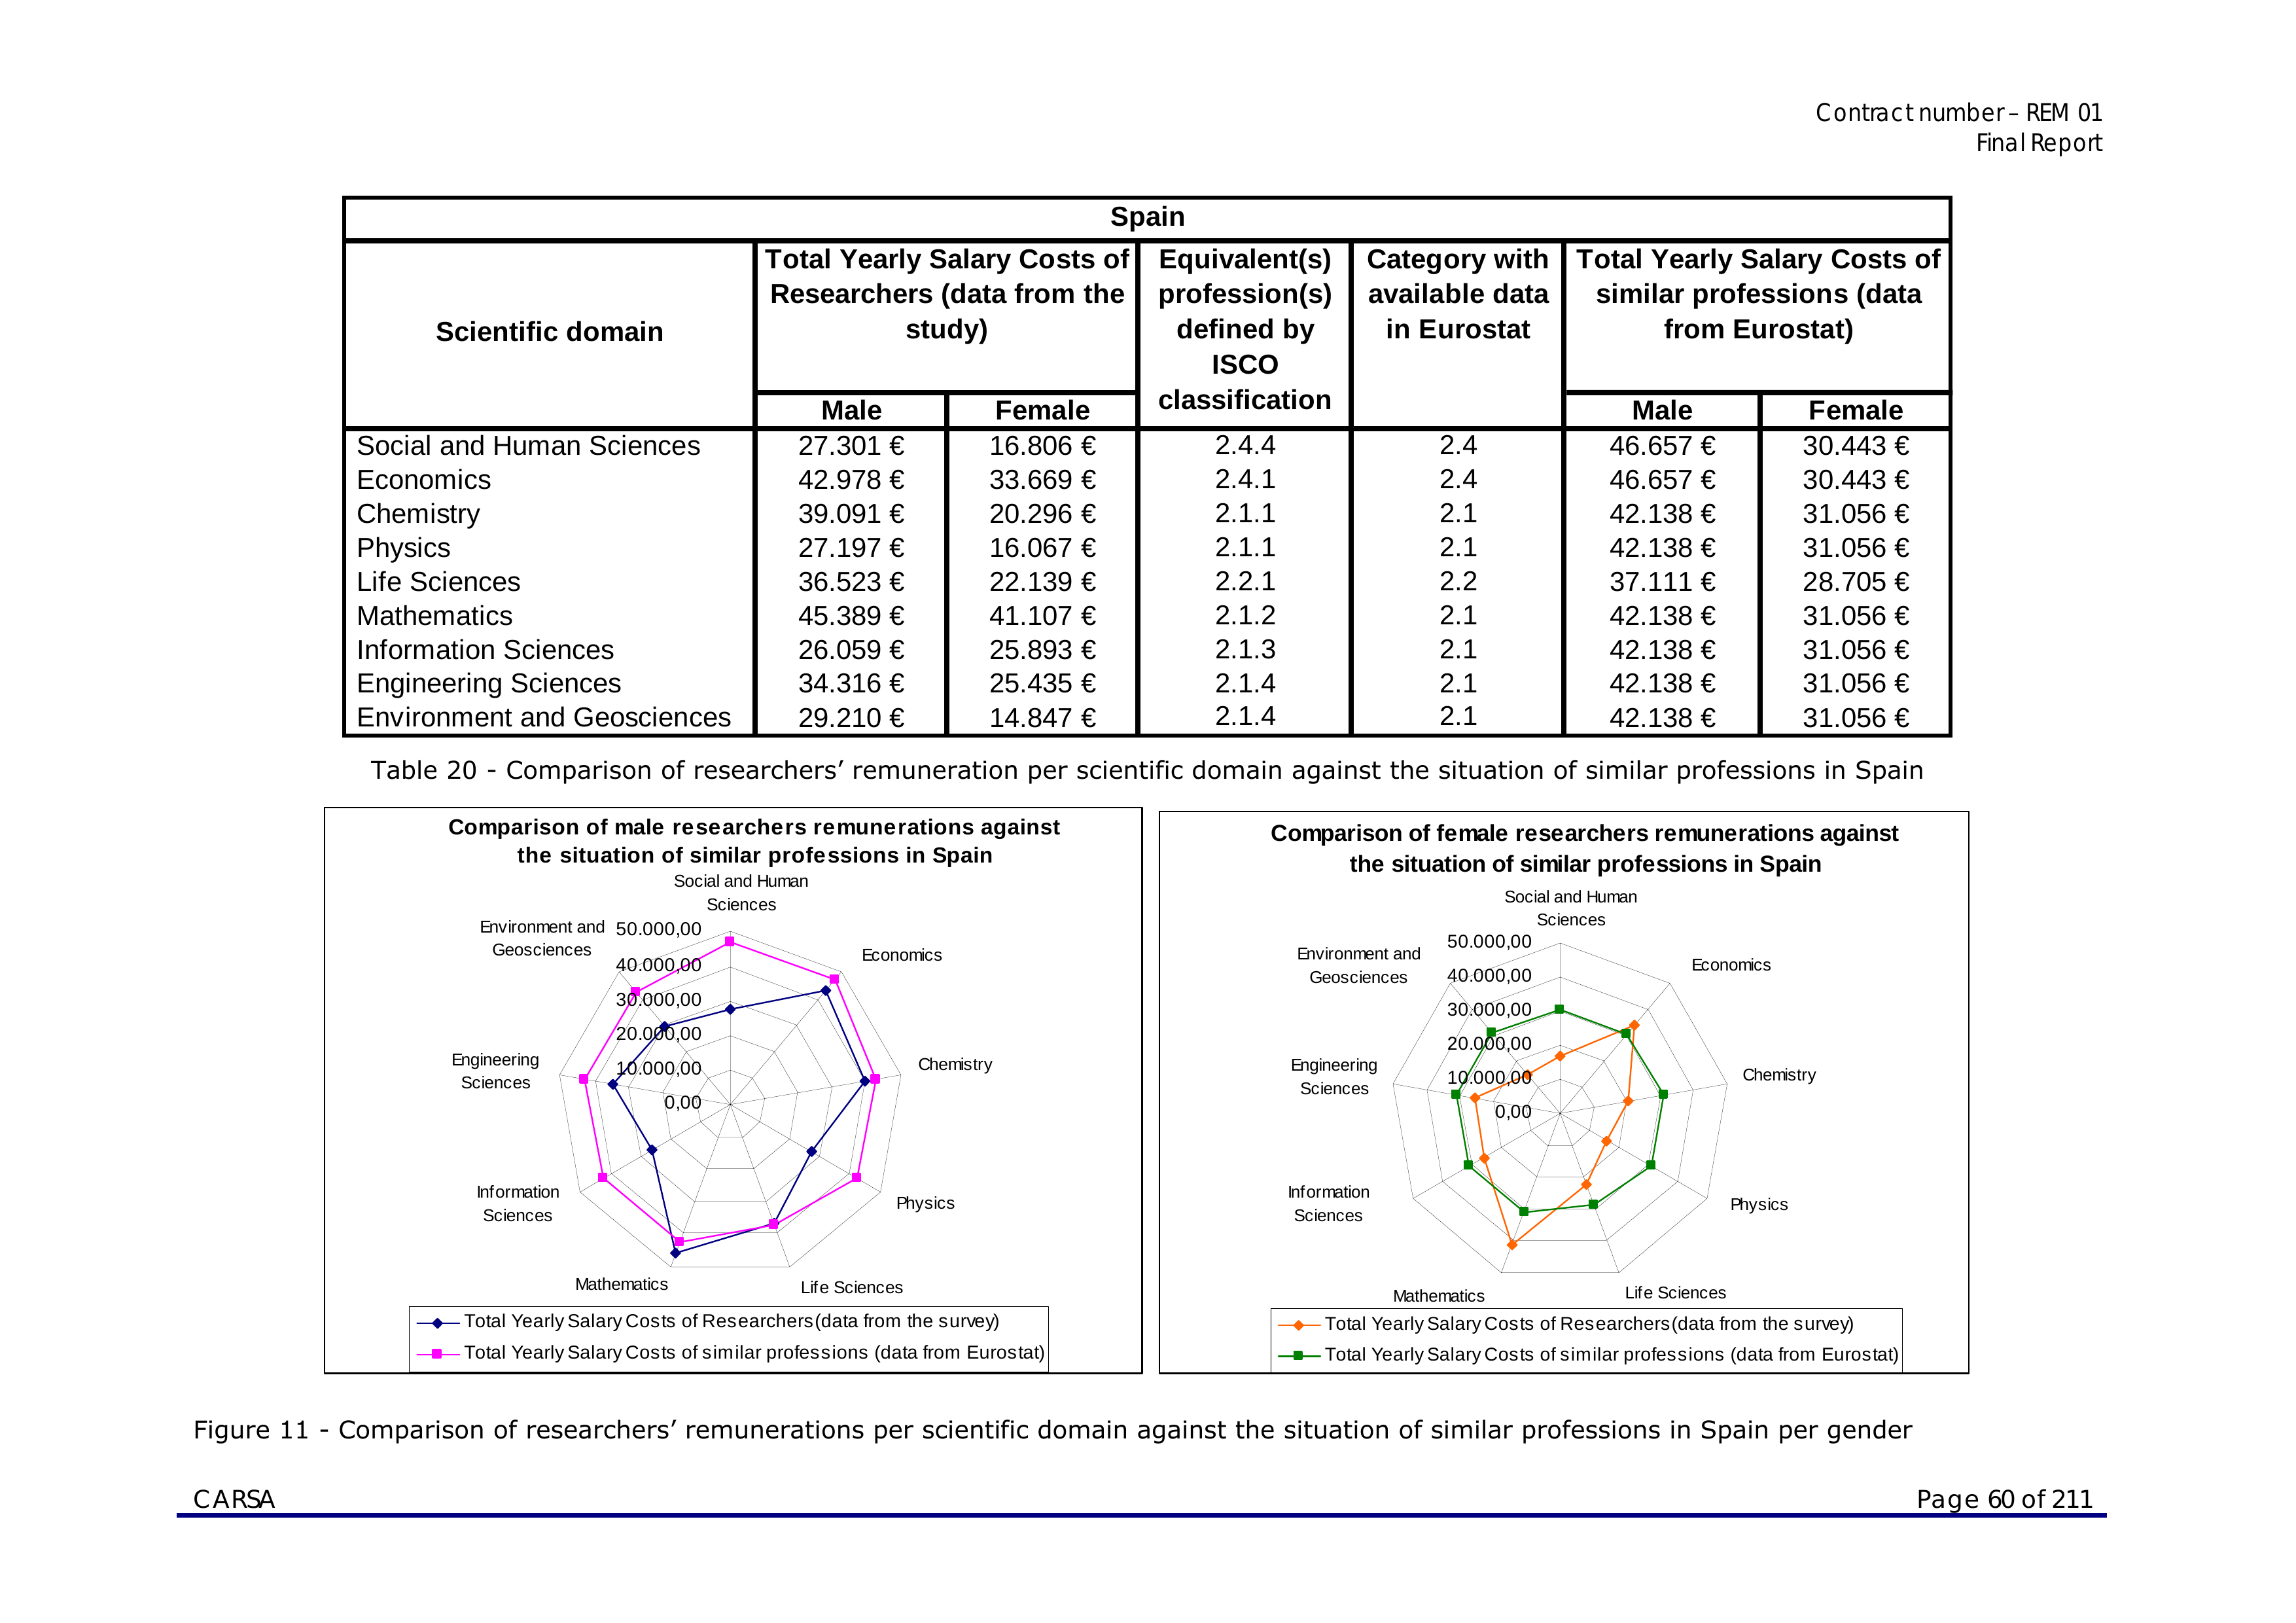 Contract number – REM 01
Final Report
Spain
Scientific domain
Total Yearly Salary Costs of
Researchers (data from the
study)
Equivalent(s)
profession(s)
defined by
ISCO
classification
Category with
available data
in Eurostat
Total Yearly Salary Costs of
similar professions (data
from Eurostat)
Male Female Male Female
Social and Human Sciences 27.301 € 16.806 € 2.4.4 2.4 46.657 € 30.443 €
Economics 42.978 € 33.669 € 2.4.1 2.4 46.657 € 30.443 €
Chemistry 39.091 € 20.296 € 2.1.1 2.1 42.138 € 31.056 €
Physics 27.197 € 16.067 € 2.1.1 2.1 42.138 € 31.056 €
Life Sciences 36.523 € 22.139 € 2.2.1 2.2 37.111 € 28.705 €
Mathematics 45.389 € 41.107 € 2.1.2 2.1 42.138 € 31.056 €
Information Sciences 26.059 € 25.893 € 2.1.3 2.1 42.138 € 31.056 €
Engineering Sciences 34.316 € 25.435 € 2.1.4 2.1 42.138 € 31.056 €
Environment and Geosciences 29.210 € 14.847 € 2.1.4 2.1 42.138 € 31.056 €
Table 20 - Comparison of researchers’ remuneration per scientific domain against the situation of similar professions in Spain
Comparison of male researchers remunerations against
the situation of similar professions in Spain
Social and Human
Sciences
Economics
Chemistry
Physics
Life Sciences
Mathematics
Information
Sciences
Engineering
Sciences
Environment and
Geosciences
50.000,00
40.000,00
30.000,00
20.000,00
10.000,00
0,00
Total Yearly Salary Costs of Researchers(data from the survey)
Total Yearly Salary Costs of similar professions (data from Eurostat)
Comparison of female researchers remunerations against
the situation of similar professions in Spain
Social and Human
Sciences
Economics
Chemistry
Physics
Life Sciences
Mathematics
Information
Sciences
Engineering
Sciences
Environment and
Geosciences
50.000,00
40.000,00
30.000,00
20.000,00
10.000,00
0,00
Total Yearly Salary Costs of Researchers(data from the survey)
Total Yearly Salary Costs of similar professions (data from Eurostat)
Figure 11 - Comparison of researchers’ remunerations per scientific domain against the situation of similar professions in Spain per gender
CARSA
Page 60 of 211